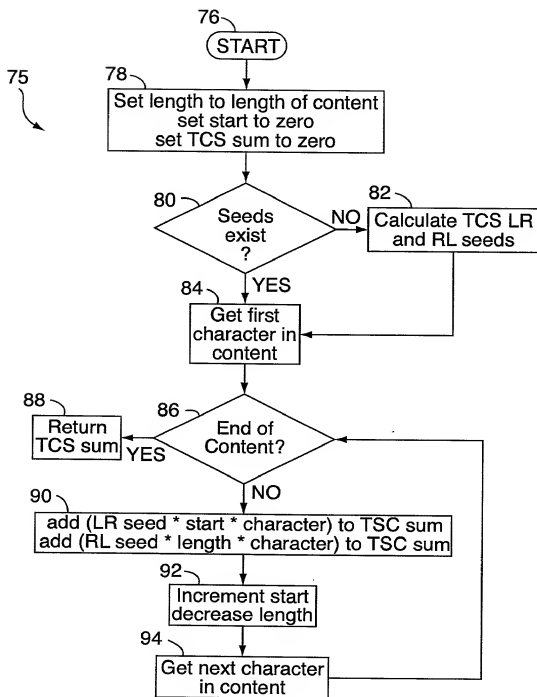 76
START
75
78
Set length to length of content
set start to zero
set TCS sum to zero
80
Seeds
exist
?
NO
82
Calculate TCS LR
and RL seeds
YES
84
Get first
character in
content
86
End of
Content?
88
Return
TCS sum
YES
NO
90
add (LR seed * start * character) to TSC sum
add (RL seed * length * character) to TSC sum
92
Increment start
decrease length
94
Get next character
in content